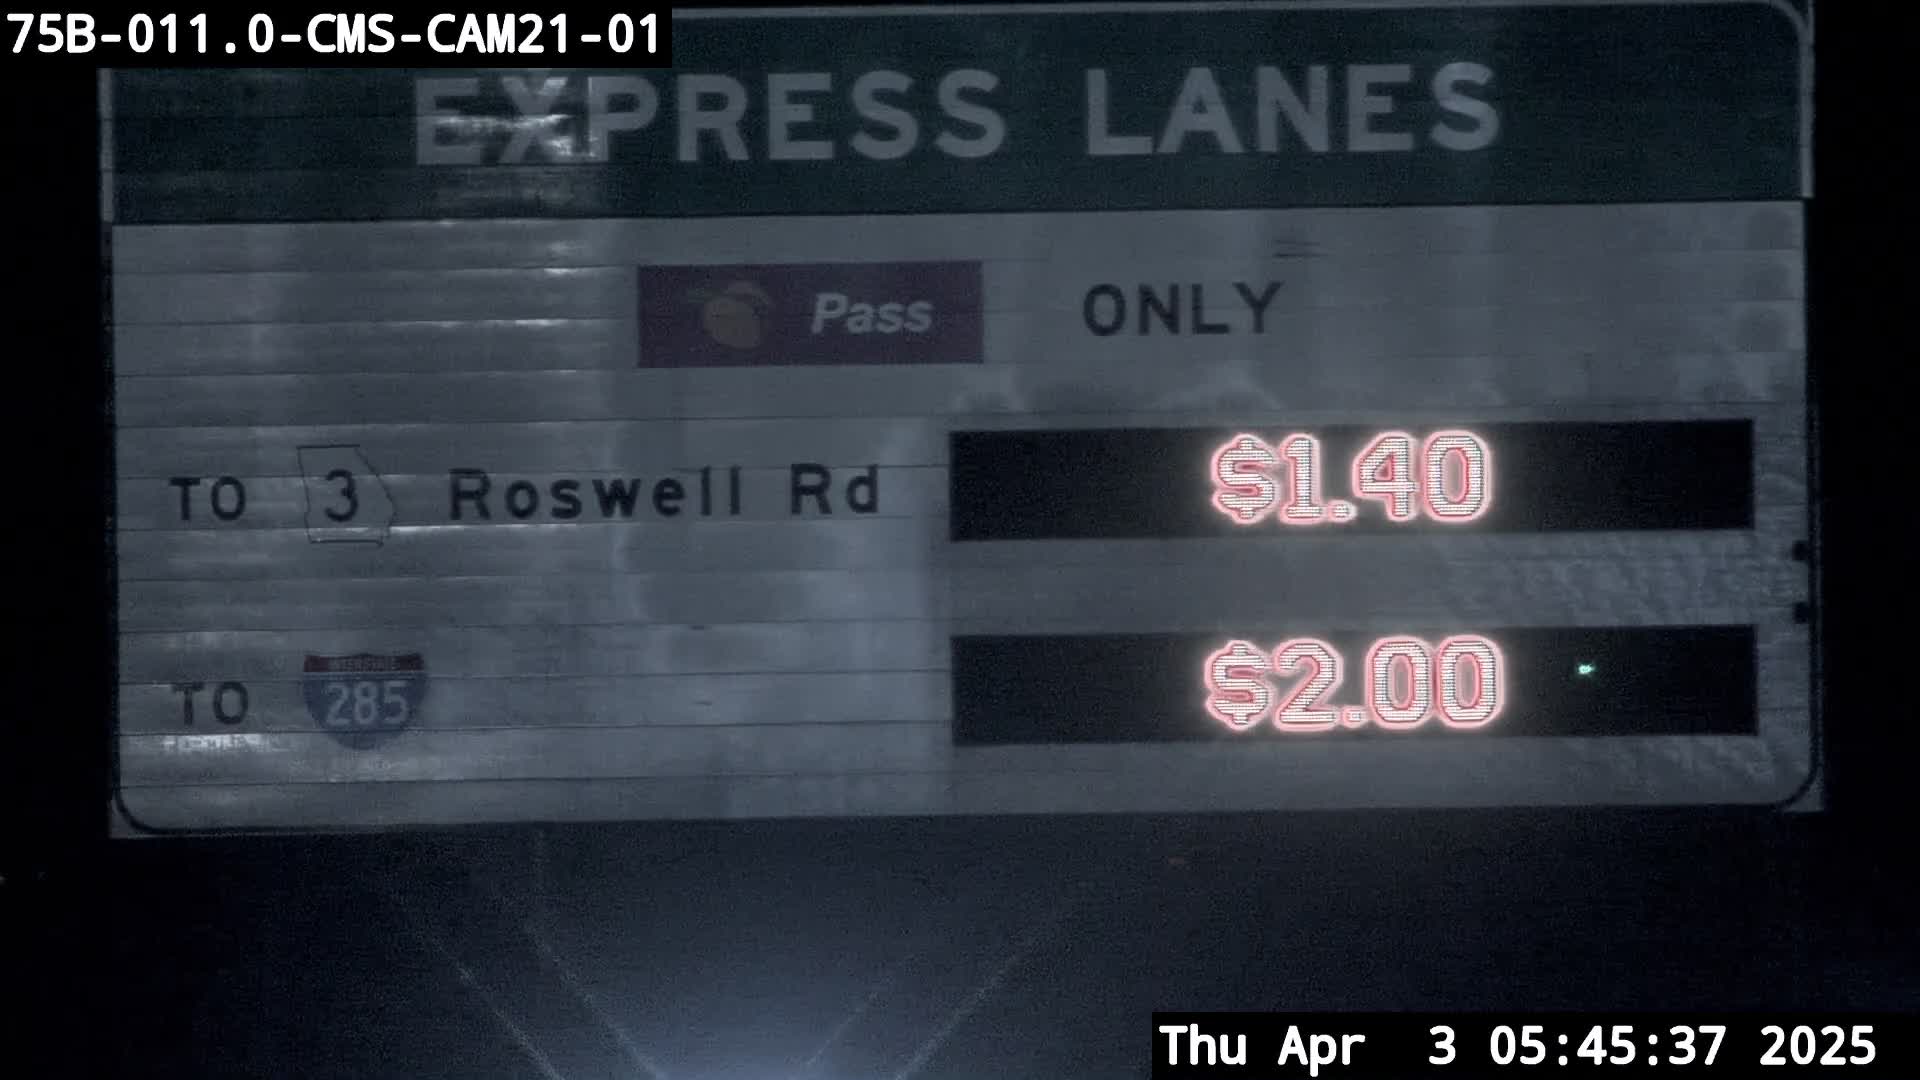 75B-011.0-CMS-CAM21-01
EXPRESS LANES
Pass ONLY
TO 3 Roswell Rd $1.40
INTERSTATE
TO 285 $2.00
Thu Apr 3 05:45:37 2025